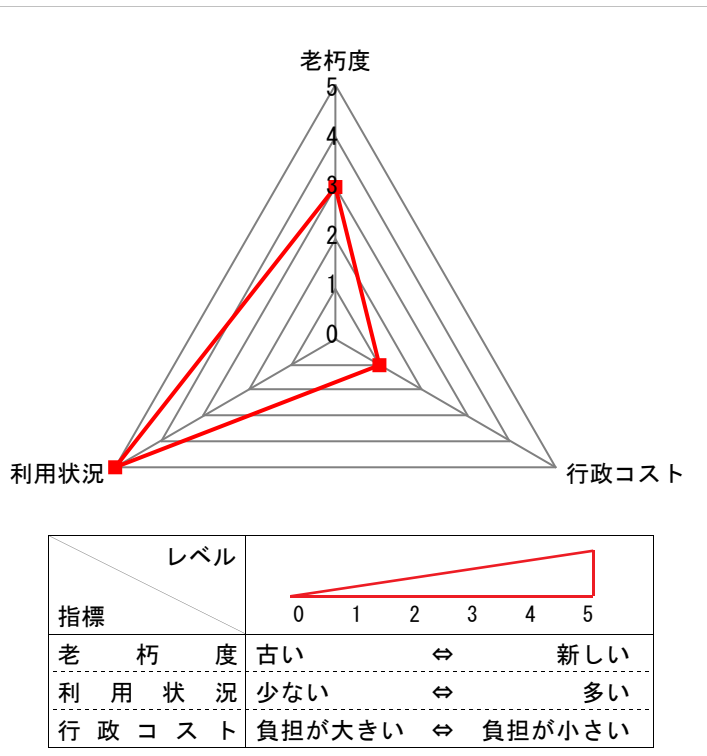 老朽度
5
4
3
2
1
0
利用状況
行政コスト
レベル
指標
0 1 2 3 4 5
老朽度 古い ⇔ 新しい
利用状況 少ない ⇔ 多い
行政コスト 負担が大きい ⇔ 負担が小さい